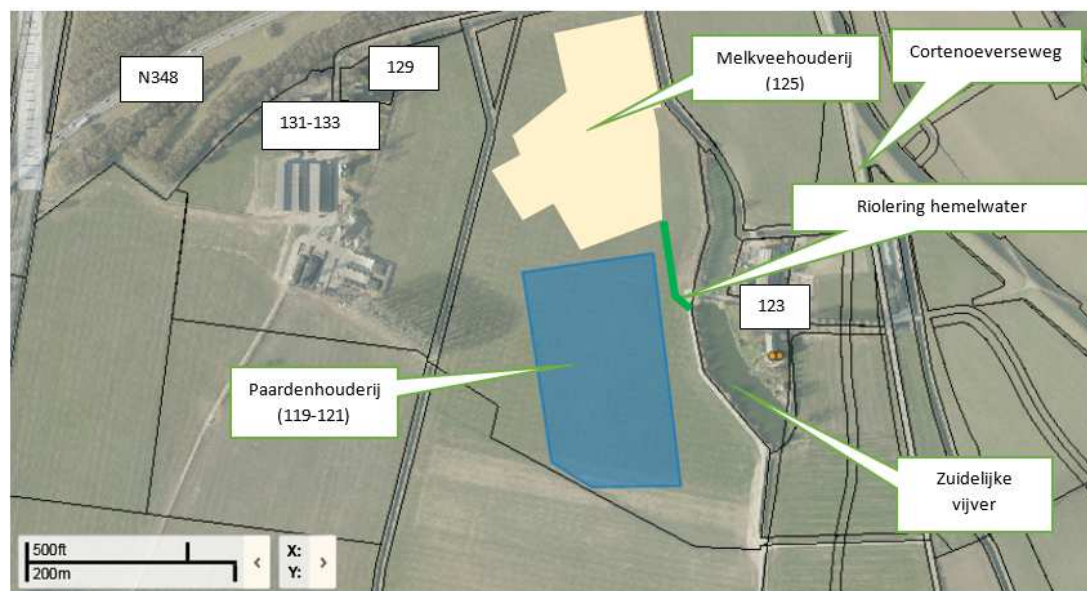 N348
129
131-133
Melkveehouderij
(125)
Cortenoeverseweg
Riolering hemelwater
123
Paardenhouderij
(119-121)
Zuidelijke
vijver
500ft
200m
<
X:
Y:
>